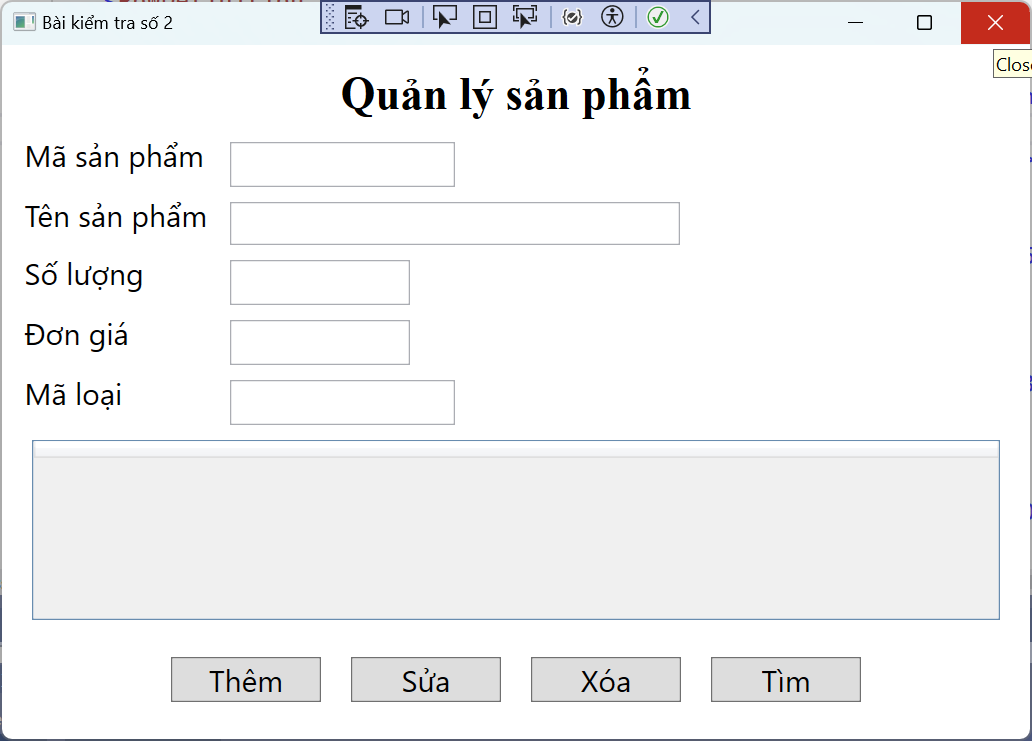 Bài kiểm tra số 2
Quản lý sản phẩm
Mã sản phẩm
Tên sản phẩm
Số lượng
Đơn giá
Mã loại
Thêm Sửa Xóa Tìm